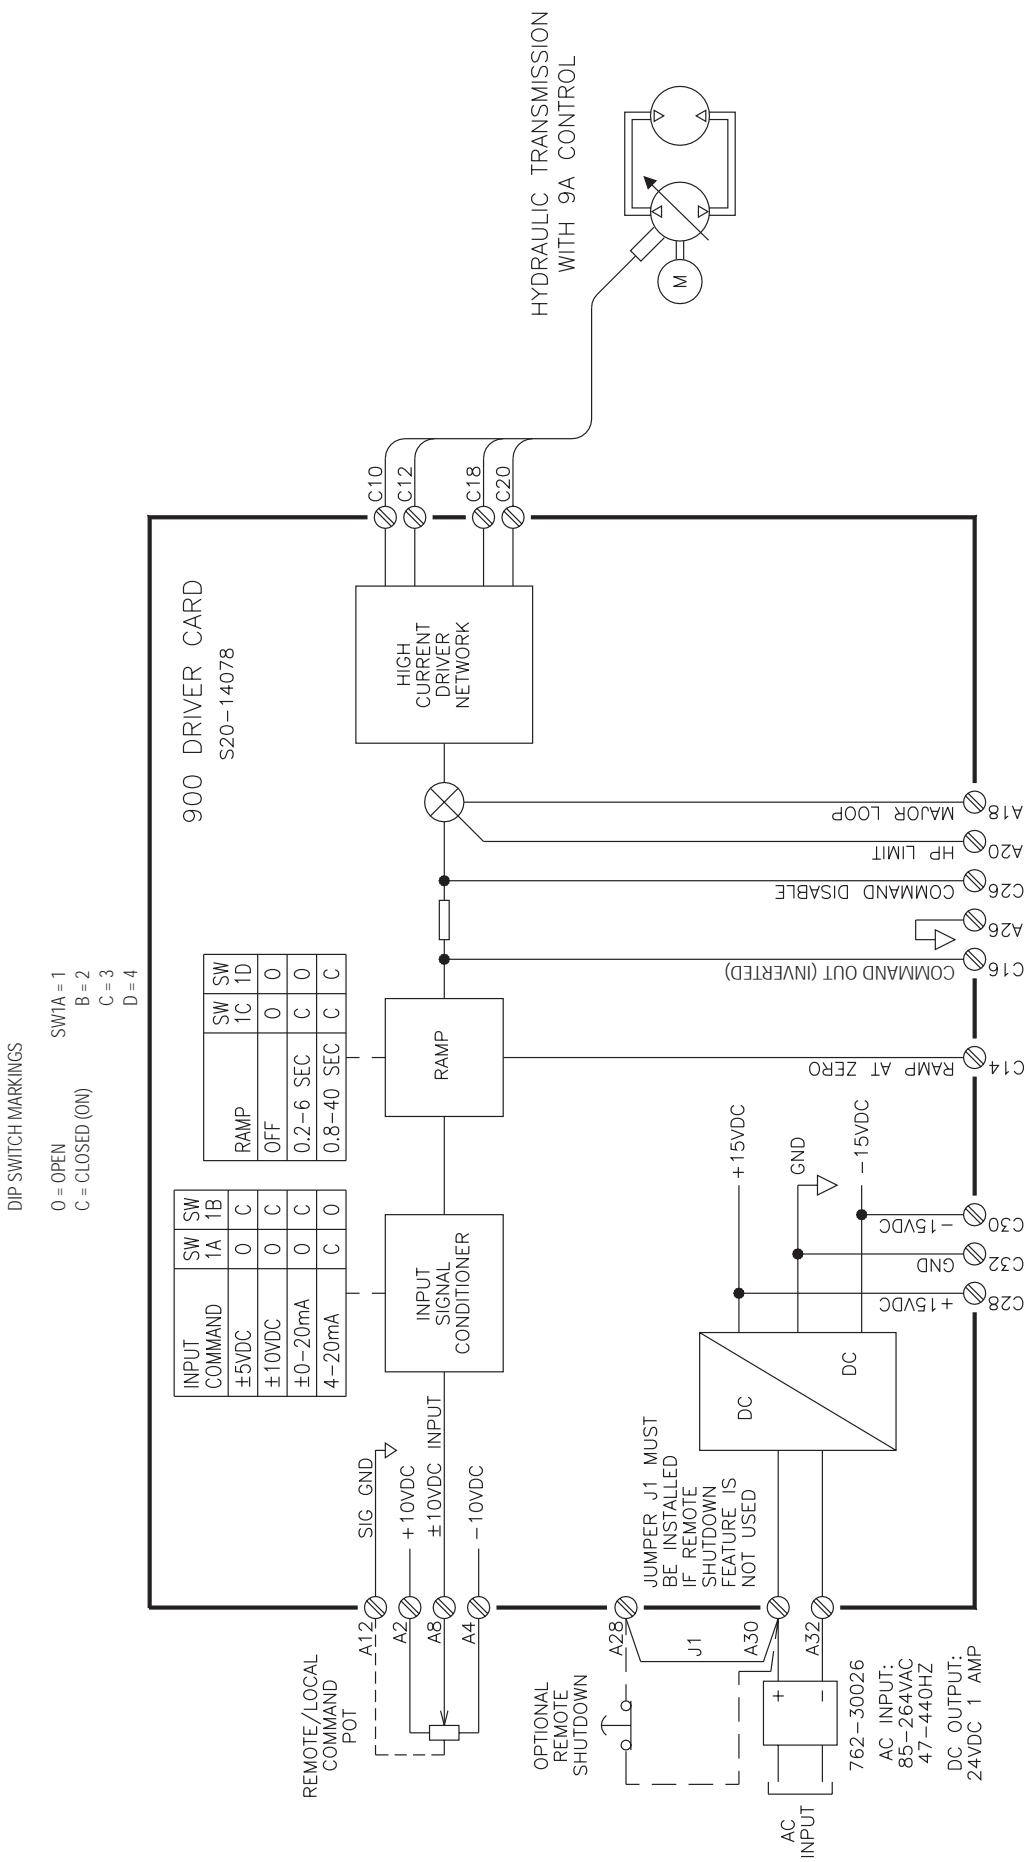 DIP SWITCH MARKINGS
O = OPEN
C = CLOSED (ON)
SW1A = 1
B = 2
C = 3
D = 4
900 DRIVER CARD
S20-14078
INPUT COMMAND SW 1A SW 1B
±5VDC O C
±10VDC O C
±0-20mA O C
4-20mA C O
RAMP SW 1C SW 1D
OFF O O
0.2-6 SEC C O
0.8-40 SEC C C
REMOTE/LOCAL
COMMAND
POT
A12
A2
A8
A4
SIG GND
+10VDC
±10VDC INPUT
-10VDC
INPUT
SIGNAL
CONDITIONER
RAMP
HIGH
CURRENT
DRIVER
NETWORK
C10
C12
C18
C20
HYDRAULIC TRANSMISSION
WITH 9A CONTROL
M
OPTIONAL
REMOTE
SHUTDOWN
A28
J1
A30
A32
JUMPER J1 MUST
BE INSTALLED
IF REMOTE
SHUTDOWN
FEATURE IS
NOT USED
AC
INPUT
+
-
762-30026
AC INPUT:
85-264VAC
47-440HZ
DC OUTPUT:
24VDC 1 AMP
DC
DC
+15VDC
GND
-15VDC
+15VDC
C28
GND
C32
-15VDC
C30
RAMP AT ZERO
C14
COMMAND OUT (INVERTED)
C16
A26
COMMAND DISABLE
C26
HP LIMIT
A20
MAJOR LOOP
A18